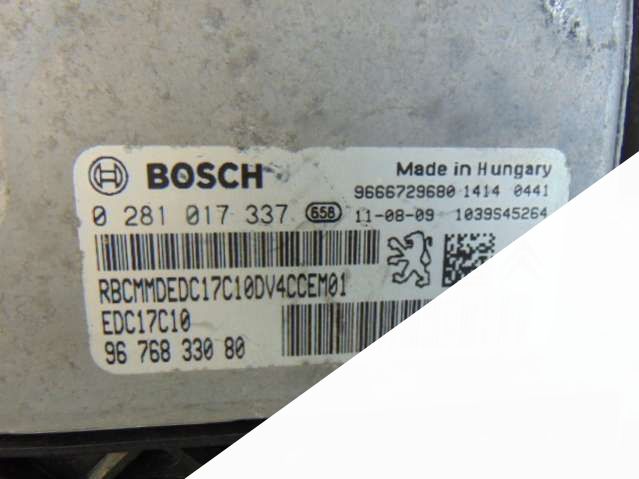 BOSCH Made in Hungary
9666729680 1414 0441
0 281 017 337 658 11-08-09 1039S45264
RBCMMDEDC17C10DV4CCEM01
EDC17C10
96 768 330 80